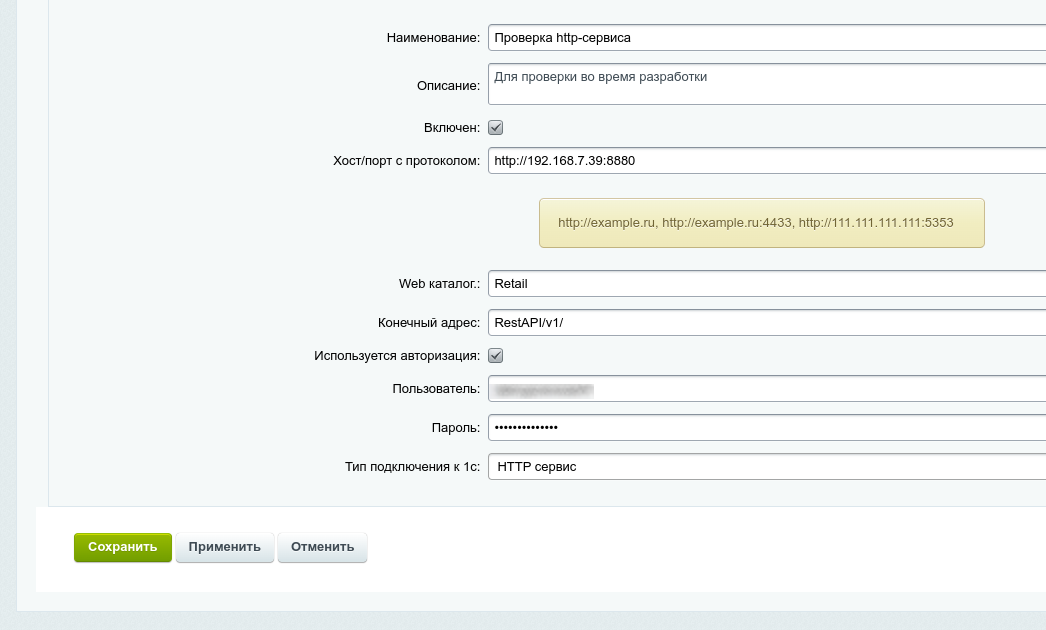 Наименование: Проверка http-сервиса
Описание: Для проверки во время разработки
Включен:
Хост/порт с протоколом: http://192.168.7.39:8880
http://example.ru, http://example.ru:4433, http://111.111.111.111:5353
Web каталог.: Retail
Конечный адрес: RestAPI/v1/
Используется авторизация:
Пользователь:
Пароль: ••••••••••••••
Тип подключения к 1с: HTTP сервис
Сохранить Применить Отменить